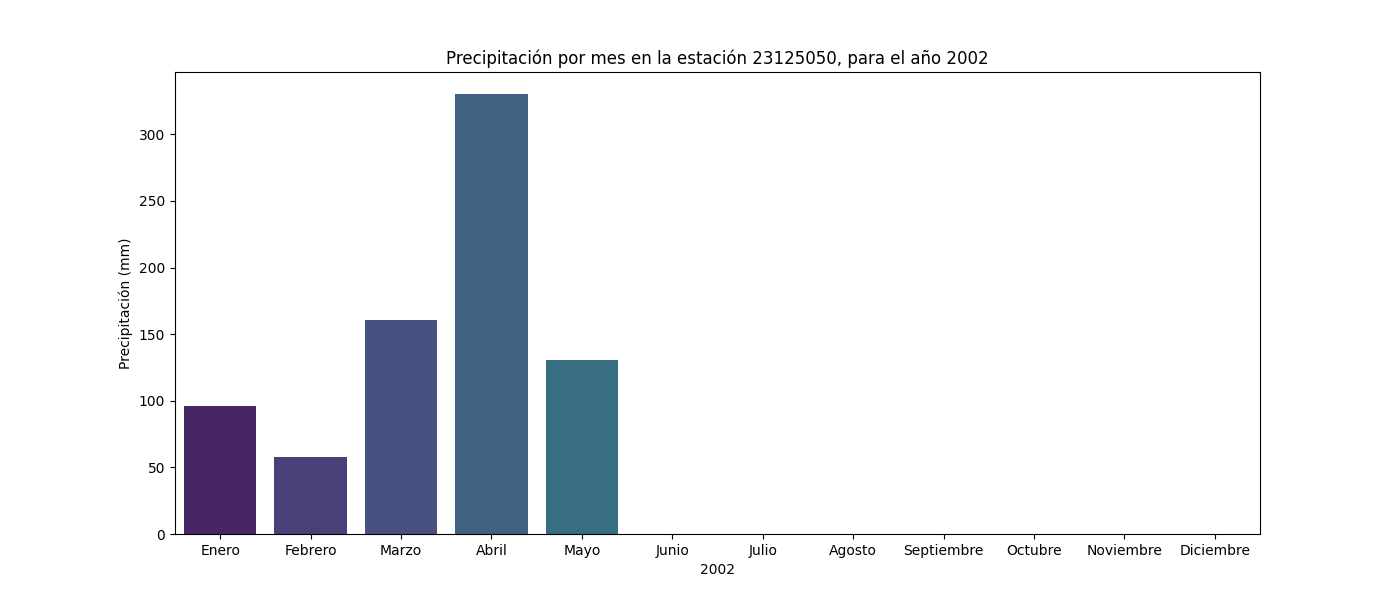 Precipitación por mes en la estación 23125050, para el año 2002
Precipitación (mm)
300
250
200
150
100
50
0
Enero Febrero Marzo Abril Mayo Junio Julio Agosto Septiembre Octubre Noviembre Diciembre
2002